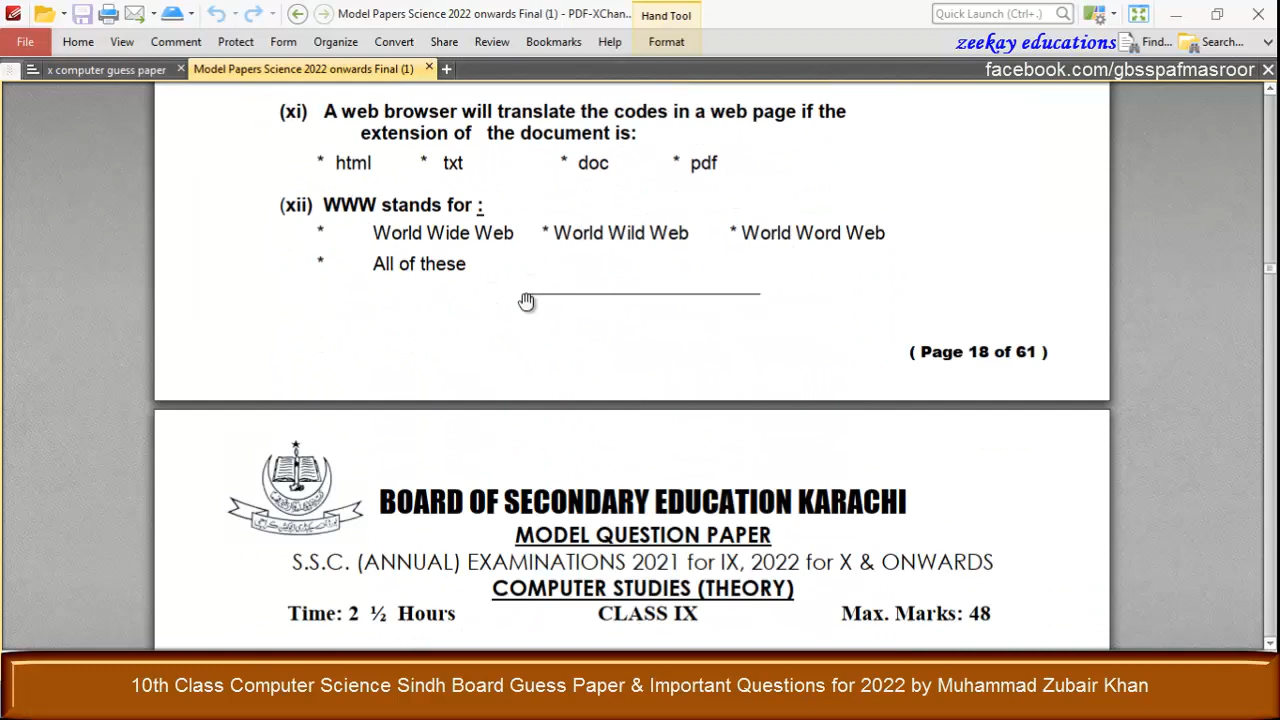 Model Papers Science 2022 onwards Final (1) - PDF-XChan...
Hand Tool
Quick Launch (Ctrl+.)
File Home View Comment Protect Form Organize Convert Share Review Bookmarks Help Format
zeekay educations
Find... Search...
x computer guess paper
Model Papers Science 2022 onwards Final (1)
facebook.com/gbsspafmasroor
(xi) A web browser will translate the codes in a web page if the
extension of the document is:
* html * txt * doc * pdf
(xii) WWW stands for :
* World Wide Web * World Wild Web * World Word Web
* All of these
( Page 18 of 61 )
BOARD OF SECONDARY EDUCATION KARACHI
MODEL QUESTION PAPER
S.S.C. (ANNUAL) EXAMINATIONS 2021 for IX, 2022 for X & ONWARDS
COMPUTER STUDIES (THEORY)
Time: 2 ½ Hours CLASS IX Max. Marks: 48
10th Class Computer Science Sindh Board Guess Paper & Important Questions for 2022 by Muhammad Zubair Khan